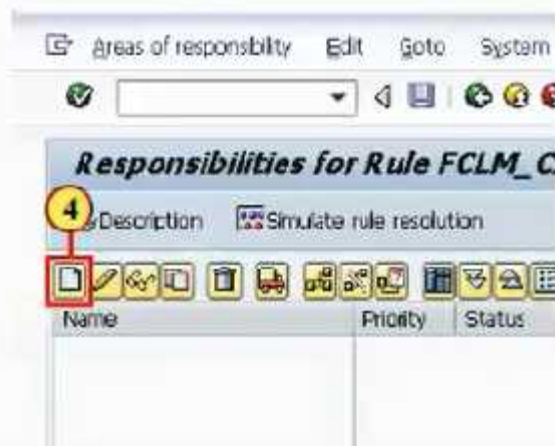 Areas of responsibility Edit Goto System
Responsibilities for Rule FCLM_C
4
Description Simulate rule resolution
Name Priority Status